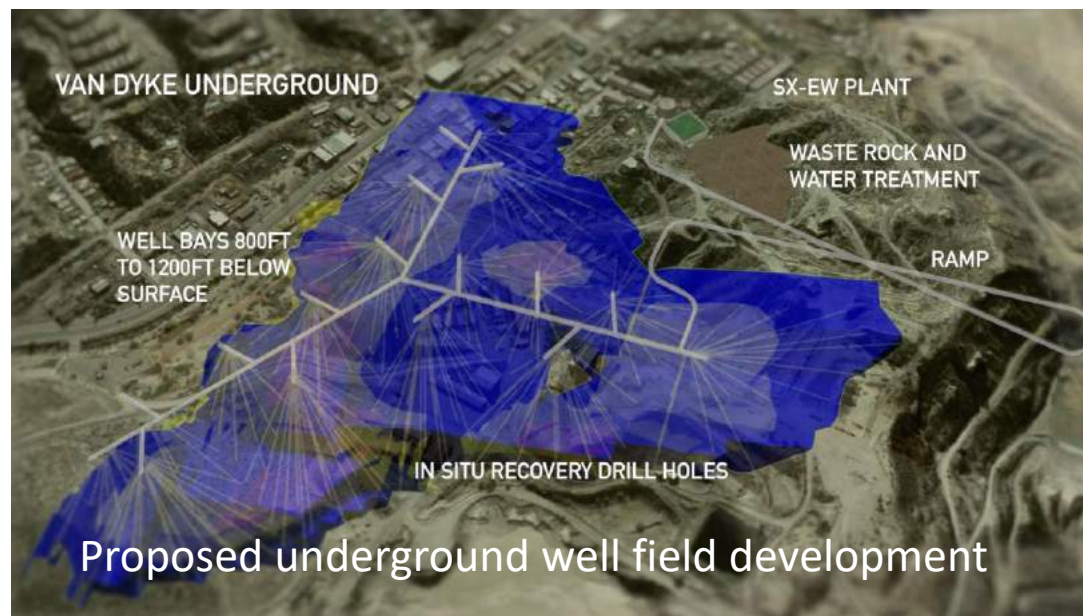 VAN DYKE UNDERGROUND
SX-EW PLANT
WASTE ROCK AND
WATER TREATMENT
WELL BAYS 800FT
TO 1200FT BELOW
SURFACE
RAMP
IN SITU RECOVERY DRILL HOLES
Proposed underground well field development